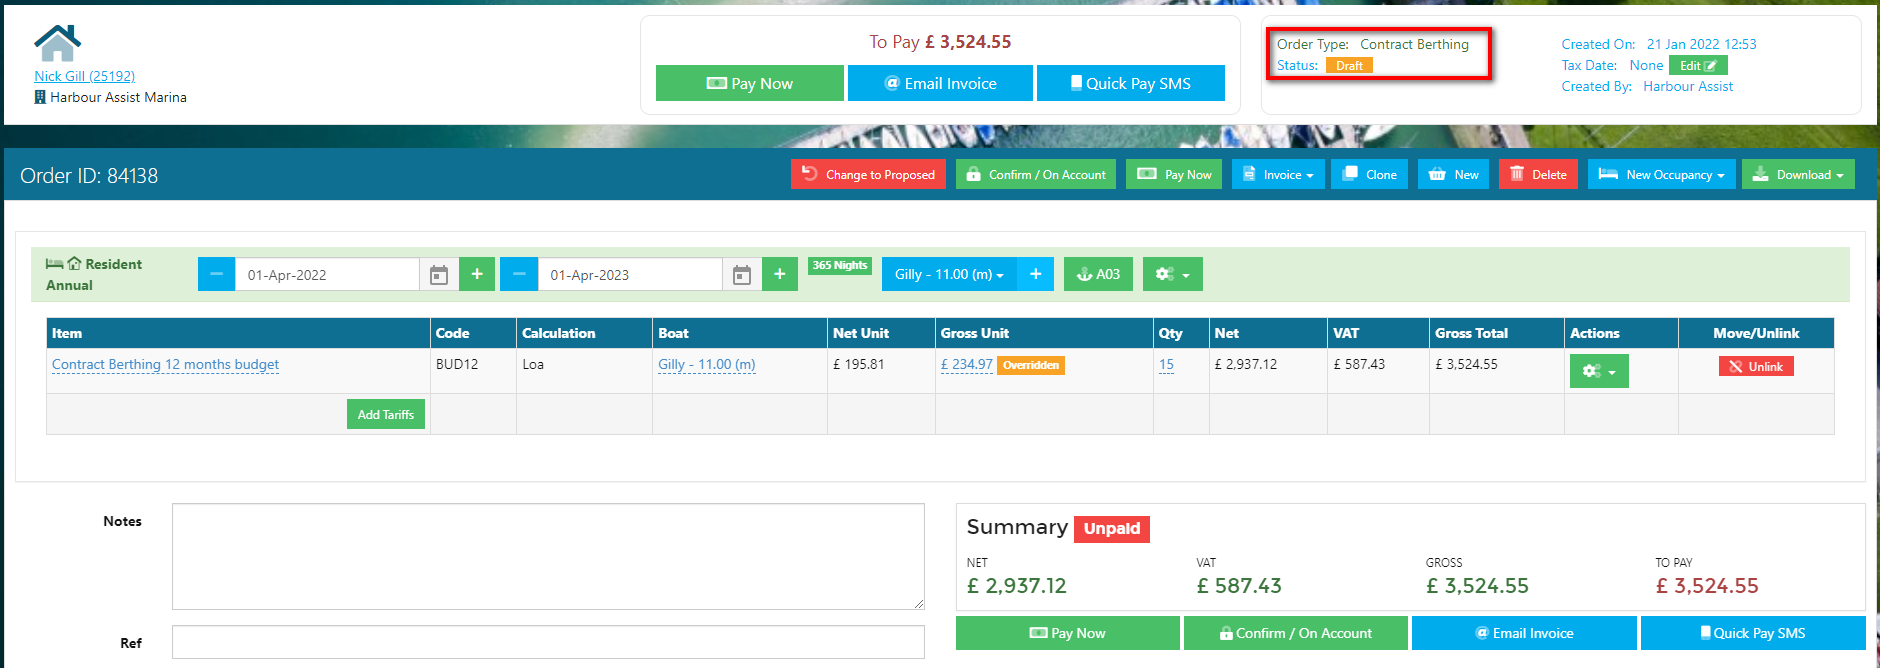 Nick Gill (25192)
Harbour Assist Marina
To Pay £ 3,524.55
Pay Now
@ Email Invoice
Quick Pay SMS
Order Type: Contract Berthing
Status: Draft
Created On: 21 Jan 2022 12:53
Tax Date: None Edit
Created By: Harbour Assist
Order ID: 84138
Change to Proposed
Confirm / On Account
Pay Now
Invoice
Clone
New
Delete
New Occupancy
Download
Resident
Annual
01-Apr-2022
01-Apr-2023
365 Nights
Gilly - 11.00 (m)
A03
Item Code Calculation Boat Net Unit Gross Unit Qty Net VAT Gross Total Actions Move/Unlink
Contract Berthing 12 months budget BUD12 Loa Gilly - 11.00 (m) £ 195.81 £ 234.97 Overridden 15 £ 2,937.12 £ 587.43 £ 3,524.55 Unlink
Add Tariffs
Notes
Ref
Summary Unpaid
NET VAT GROSS TO PAY
£ 2,937.12 £ 587.43 £ 3,524.55 £ 3,524.55
Pay Now
Confirm / On Account
@ Email Invoice
Quick Pay SMS